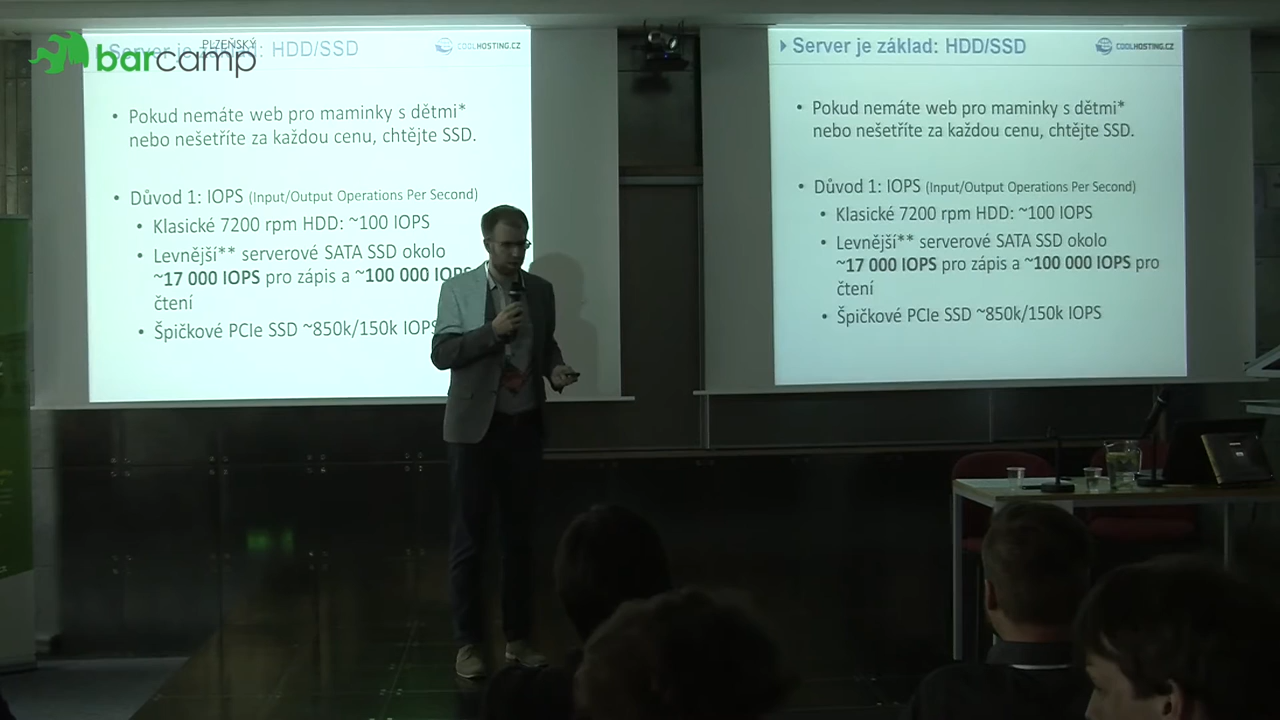 PLZEŇSKÝ
barcamp
Server je základ: HDD/SSD
COOLHOSTING.CZ
Pokud nemáte web pro maminky s dětmi*
nebo nešetříte za každou cenu, chtějte SSD.
Důvod 1: IOPS (Input/Output Operations Per Second)
Klasické 7200 rpm HDD: ~100 IOPS
Levnější** serverové SATA SSD okolo
~17 000 IOPS pro zápis a ~100 000 IOPS
čtení
Špičkové PCIe SSD ~850k/150k IOPS
Server je základ: HDD/SSD
COOLHOSTING.CZ
Pokud nemáte web pro maminky s dětmi*
nebo nešetříte za každou cenu, chtějte SSD.
Důvod 1: IOPS (Input/Output Operations Per Second)
Klasické 7200 rpm HDD: ~100 IOPS
Levnější** serverové SATA SSD okolo
~17 000 IOPS pro zápis a ~100 000 IOPS pro
čtení
Špičkové PCIe SSD ~850k/150k IOPS